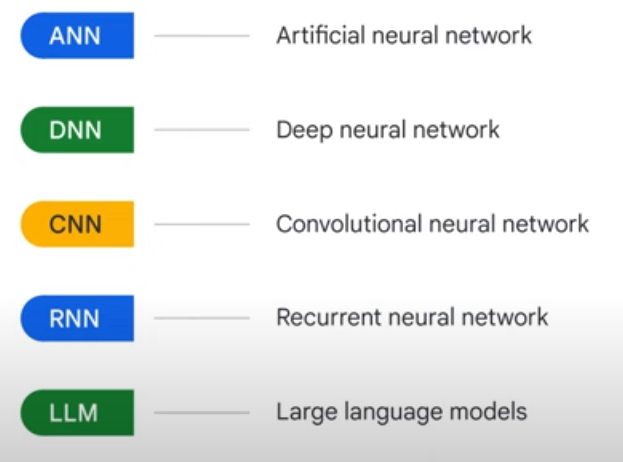 ANN Artificial neural network
DNN Deep neural network
CNN Convolutional neural network
RNN Recurrent neural network
LLM Large language models